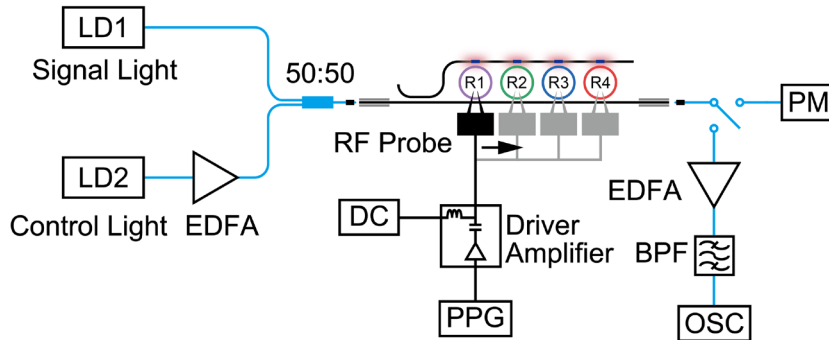 LD1
Signal Light
50:50
R1 R2 R3 R4
RF Probe
PM
LD2
Control Light EDFA
EDFA
DC
Driver
Amplifier
BPF
PPG
OSC